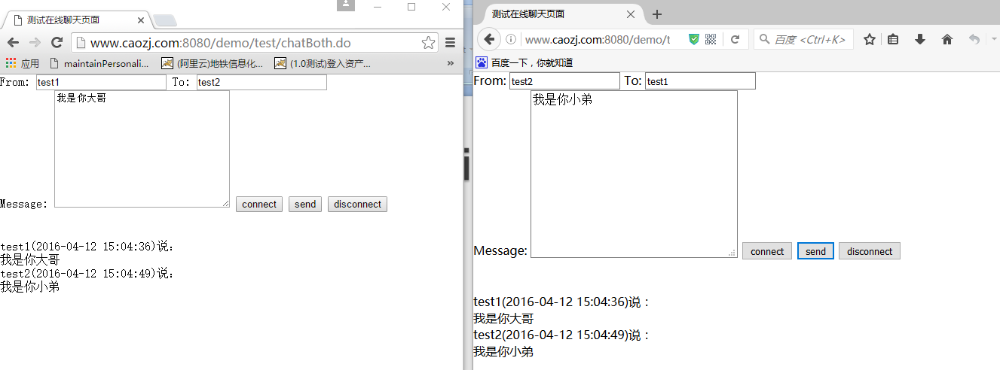 测试在线聊天页面
www.caozj.com:8080/demo/test/chatBoth.do
应用 maintainPersonali... (阿里云)地铁信息化... (1.0测试)登入资产... »
From: test1 To: test2
我是你大哥
Message: connect send disconnect
test1(2016-04-12 15:04:36)说：
我是你大哥
test2(2016-04-12 15:04:49)说：
我是你小弟
测试在线聊天页面
www.caozj.com:8080/demo/t 百度 <Ctrl+K>
百度一下，你就知道
From: test2 To: test1
我是你小弟
Message: connect send disconnect
test1(2016-04-12 15:04:36)说：
我是你大哥
test2(2016-04-12 15:04:49)说：
我是你小弟